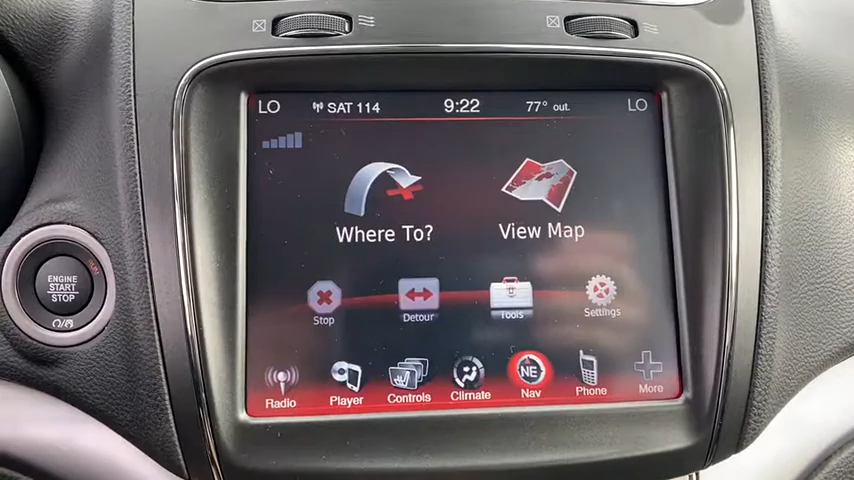 LO SAT 114 9:22 77° out. LO
Where To? View Map
ENGINE
START
STOP
Stop Detour Tools Settings
NE
Radio Player Controls Climate Nav Phone More